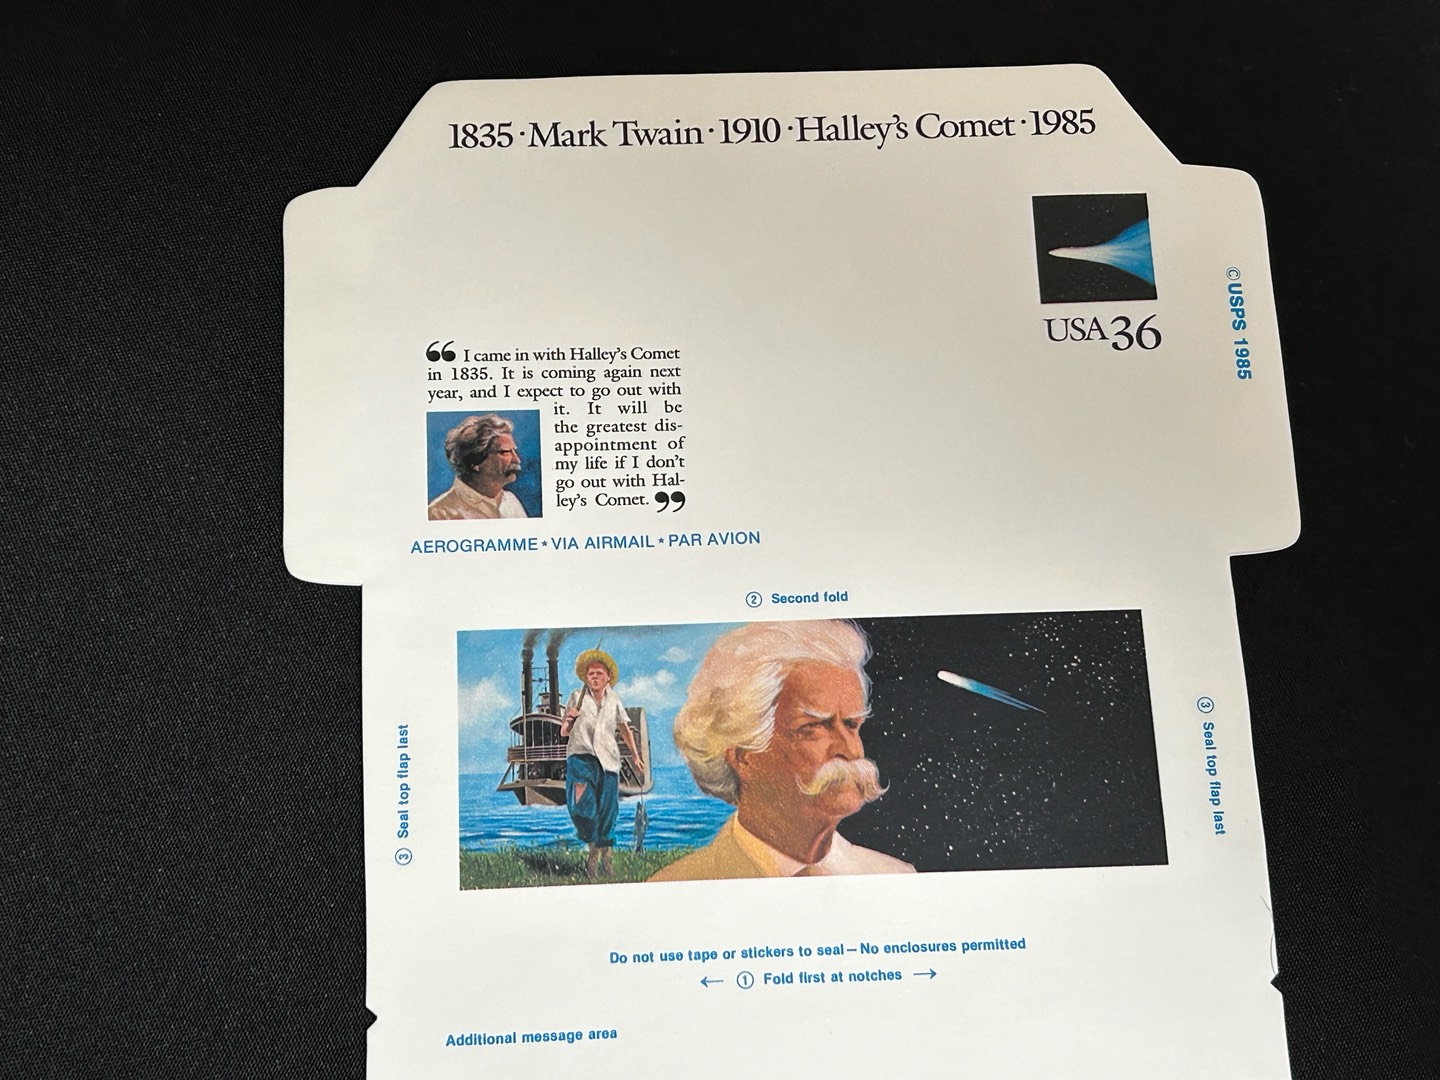 1835 · Mark Twain · 1910 · Halley's Comet · 1985
USA 36
© USPS 1985
“ I came in with Halley's Comet
in 1835. It is coming again next
year, and I expect to go out with
it. It will be
the greatest dis-
appointment of
my life if I don't
go out with Hal-
ley's Comet. ”
AEROGRAMME ★ VIA AIRMAIL ★ PAR AVION
② Second fold
③ Seal top flap last
③ Seal top flap last
Do not use tape or stickers to seal — No enclosures permitted
← ① Fold first at notches →
Additional message area